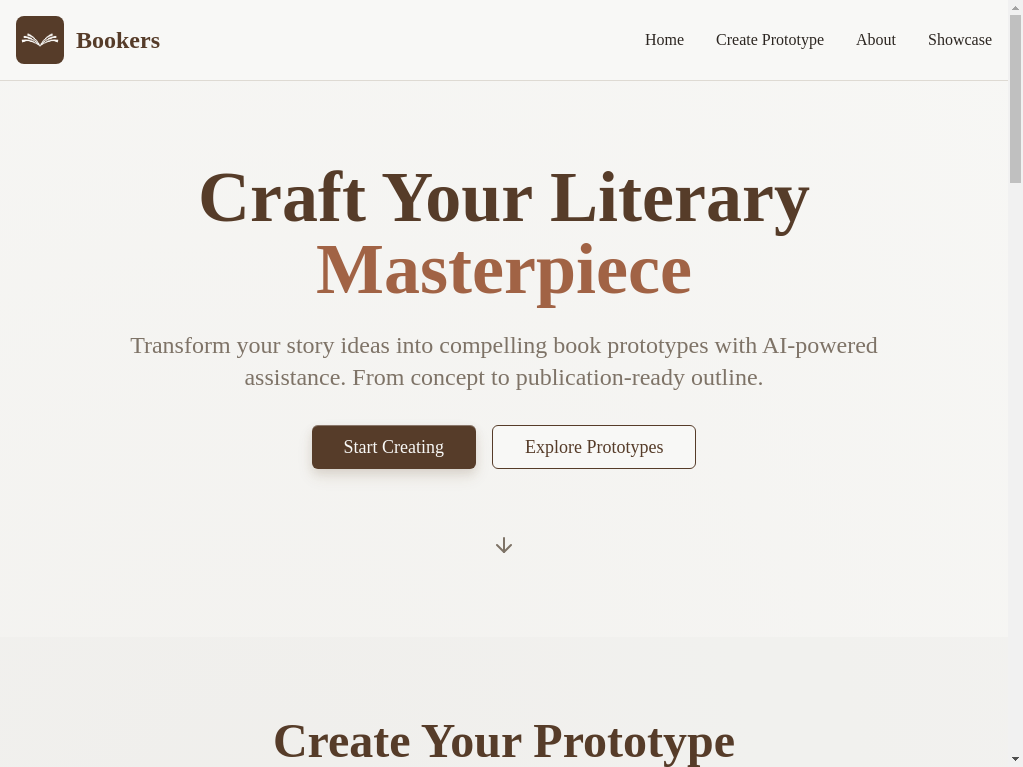 Bookers
Home
Create Prototype
About
Showcase
Craft Your Literary
Masterpiece
Transform your story ideas into compelling book prototypes with AI-powered
assistance. From concept to publication-ready outline.
Start Creating
Explore Prototypes
Create Your Prototype